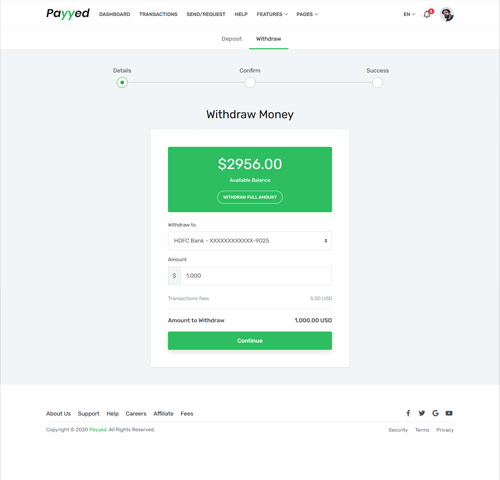 Payyed DASHBOARD TRANSACTIONS SEND/REQUEST HELP FEATURES PAGES EN 3
Deposit Withdraw
Details Confirm Success
Withdraw Money
$2956.00
Available Balance
WITHDRAW FULL AMOUNT
Withdraw to
HDFC Bank - XXXXXXXXXXXX-9025
Amount
$ 1,000
Transactions fees 5.00 USD
Amount to Withdraw 1,000.00 USD
Continue
About Us Support Help Careers Affiliate Fees
Copyright © 2020 Payyed. All Rights Reserved. Security Terms Privacy